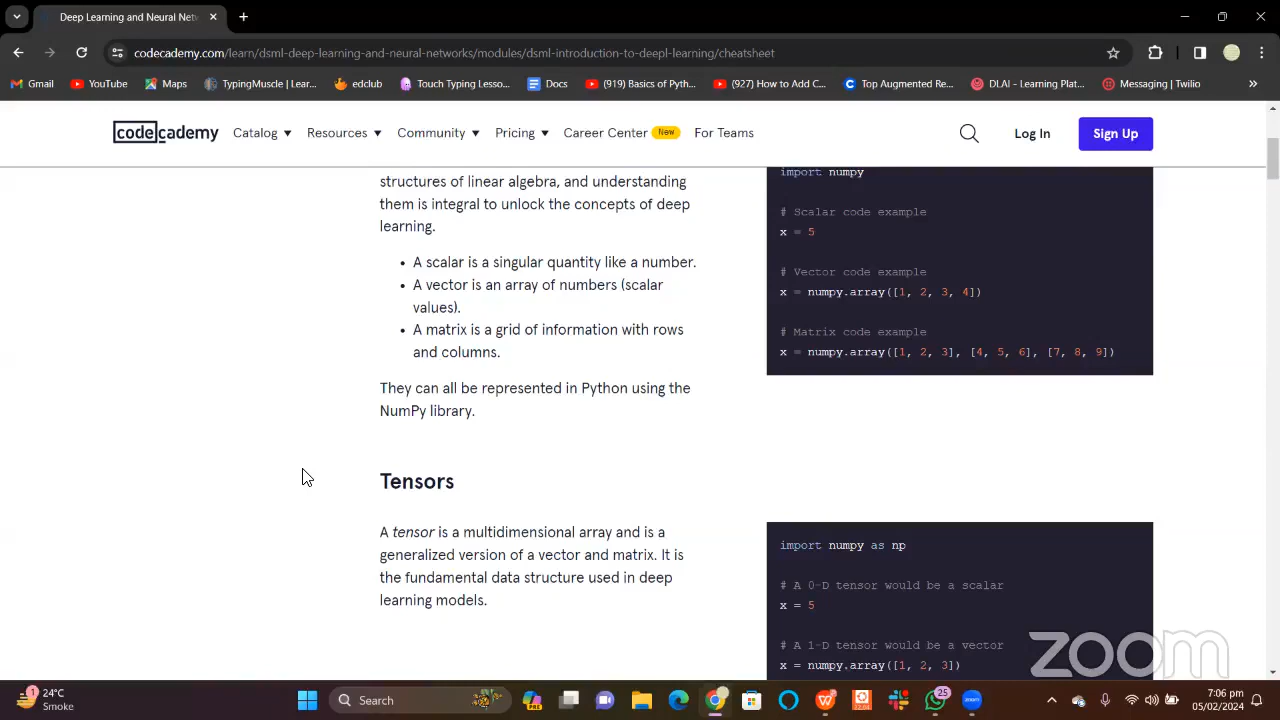 Deep Learning and Neural Netw
codecademy.com/learn/dsml-deep-learning-and-neural-networks/modules/dsml-introduction-to-deepl-learning/cheatsheet
Gmail YouTube Maps TypingMuscle | Lear... edclub Touch Typing Lesso... Docs (919) Basics of Pyth... (927) How to Add C... Top Augmented Rea... DLAI - Learning Plat... Messaging | Twilio
codecademy Catalog Resources Community Pricing Career Center New For Teams Log In Sign Up
structures of linear algebra, and understanding
them is integral to unlock the concepts of deep
learning.
• A scalar is a singular quantity like a number.
• A vector is an array of numbers (scalar
values).
• A matrix is a grid of information with rows
and columns.
They can all be represented in Python using the
NumPy library.
import numpy
# Scalar code example
x = 5
# Vector code example
x = numpy.array([1, 2, 3, 4])
# Matrix code example
x = numpy.array([1, 2, 3], [4, 5, 6], [7, 8, 9])
Tensors
A tensor is a multidimensional array and is a
generalized version of a vector and matrix. It is
the fundamental data structure used in deep
learning models.
import numpy as np
# A 0-D tensor would be a scalar
x = 5
# A 1-D tensor would be a vector
x = numpy.array([1, 2, 3])
zoom
1
24°C
Smoke
Search
25
zoom
7:06 pm
05/02/2024